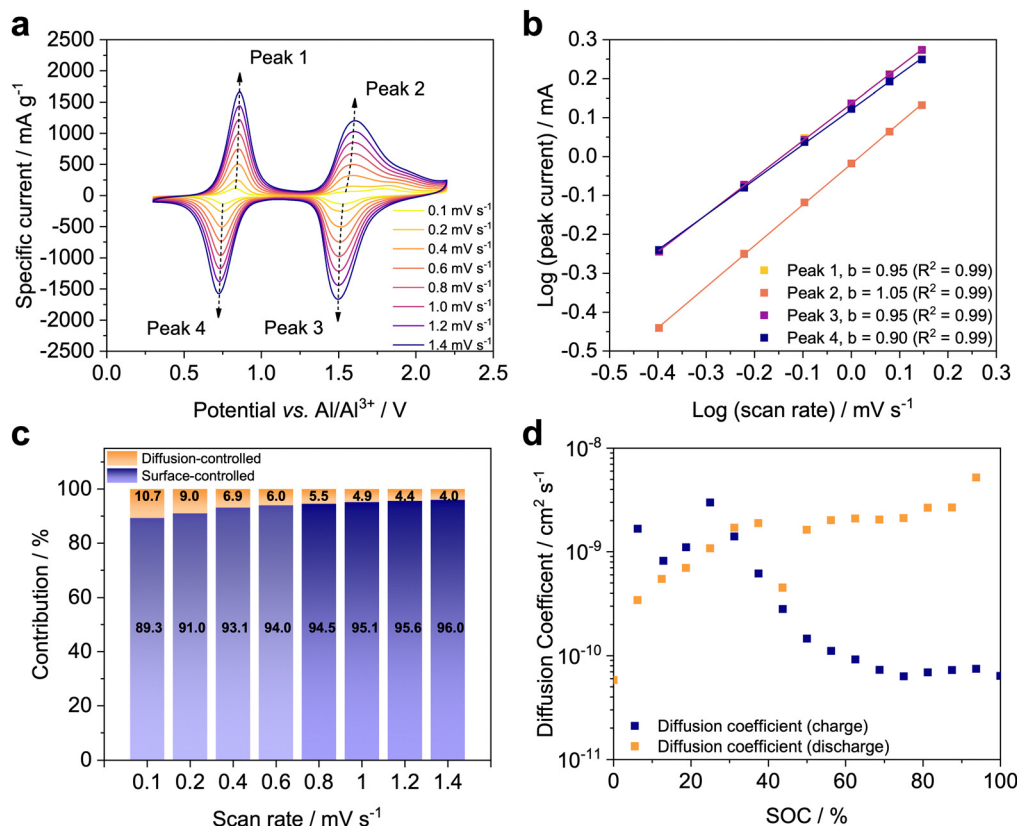 a
2500
2000
1500
1000
500
0
-500
-1000
-1500
-2000
-2500
Specific current / mA g⁻¹
Peak 1
Peak 2
Peak 4
Peak 3
0.1 mV s⁻¹
0.2 mV s⁻¹
0.4 mV s⁻¹
0.6 mV s⁻¹
0.8 mV s⁻¹
1.0 mV s⁻¹
1.2 mV s⁻¹
1.4 mV s⁻¹
0.0 0.5 1.0 1.5 2.0 2.5
Potential vs. Al/Al³⁺ / V
b
0.3
0.2
0.1
0.0
-0.1
-0.2
-0.3
-0.4
-0.5
Log (peak current) / mA
Peak 1, b = 0.95 (R² = 0.99)
Peak 2, b = 1.05 (R² = 0.99)
Peak 3, b = 0.95 (R² = 0.99)
Peak 4, b = 0.90 (R² = 0.99)
-0.5 -0.4 -0.3 -0.2 -0.1 0.0 0.1 0.2 0.3
Log (scan rate) / mV s⁻¹
c
Diffusion-controlled
Surface-controlled
100
80
60
40
20
0
Contribution / %
10.7 9.0 6.9 6.0 5.5 4.9 4.4 4.0
89.3 91.0 93.1 94.0 94.5 95.1 95.6 96.0
0.1 0.2 0.4 0.6 0.8 1 1.2 1.4
Scan rate / mV s⁻¹
d
10⁻⁸
10⁻⁹
10⁻¹⁰
10⁻¹¹
Diffusion Coefficent / cm² s⁻¹
Diffusion coefficient (charge)
Diffusion coefficient (discharge)
0 20 40 60 80 100
SOC / %